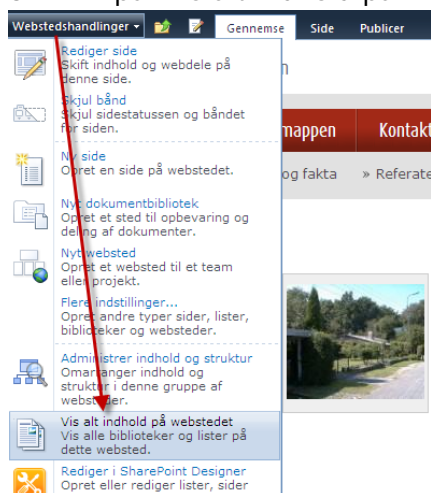 Webstedshandlinger
Gennemse
Side
Publicer
Rediger side
Skift indhold og webdele på
denne side.
Skjul bånd
Skjul sidestatussen og båndet
for siden.
Ny side
Opret en side på webstedet.
Nyt dokumentbibliotek
Opret et sted til opbevaring og
deling af dokumenter.
Nyt websted
Opret et websted til et team
eller projekt.
Flere indstillinger...
Opret andre typer sider, lister,
biblioteker og websteder.
Administrer indhold og struktur
Omarranger indhold og
struktur i denne gruppe af
websteder.
Vis alt indhold på webstedet
Vis alle biblioteker og lister på
dette websted.
Rediger i SharePoint Designer
Opret eller rediger lister, sider
mappen
Kontakt
og fakta
» Referate